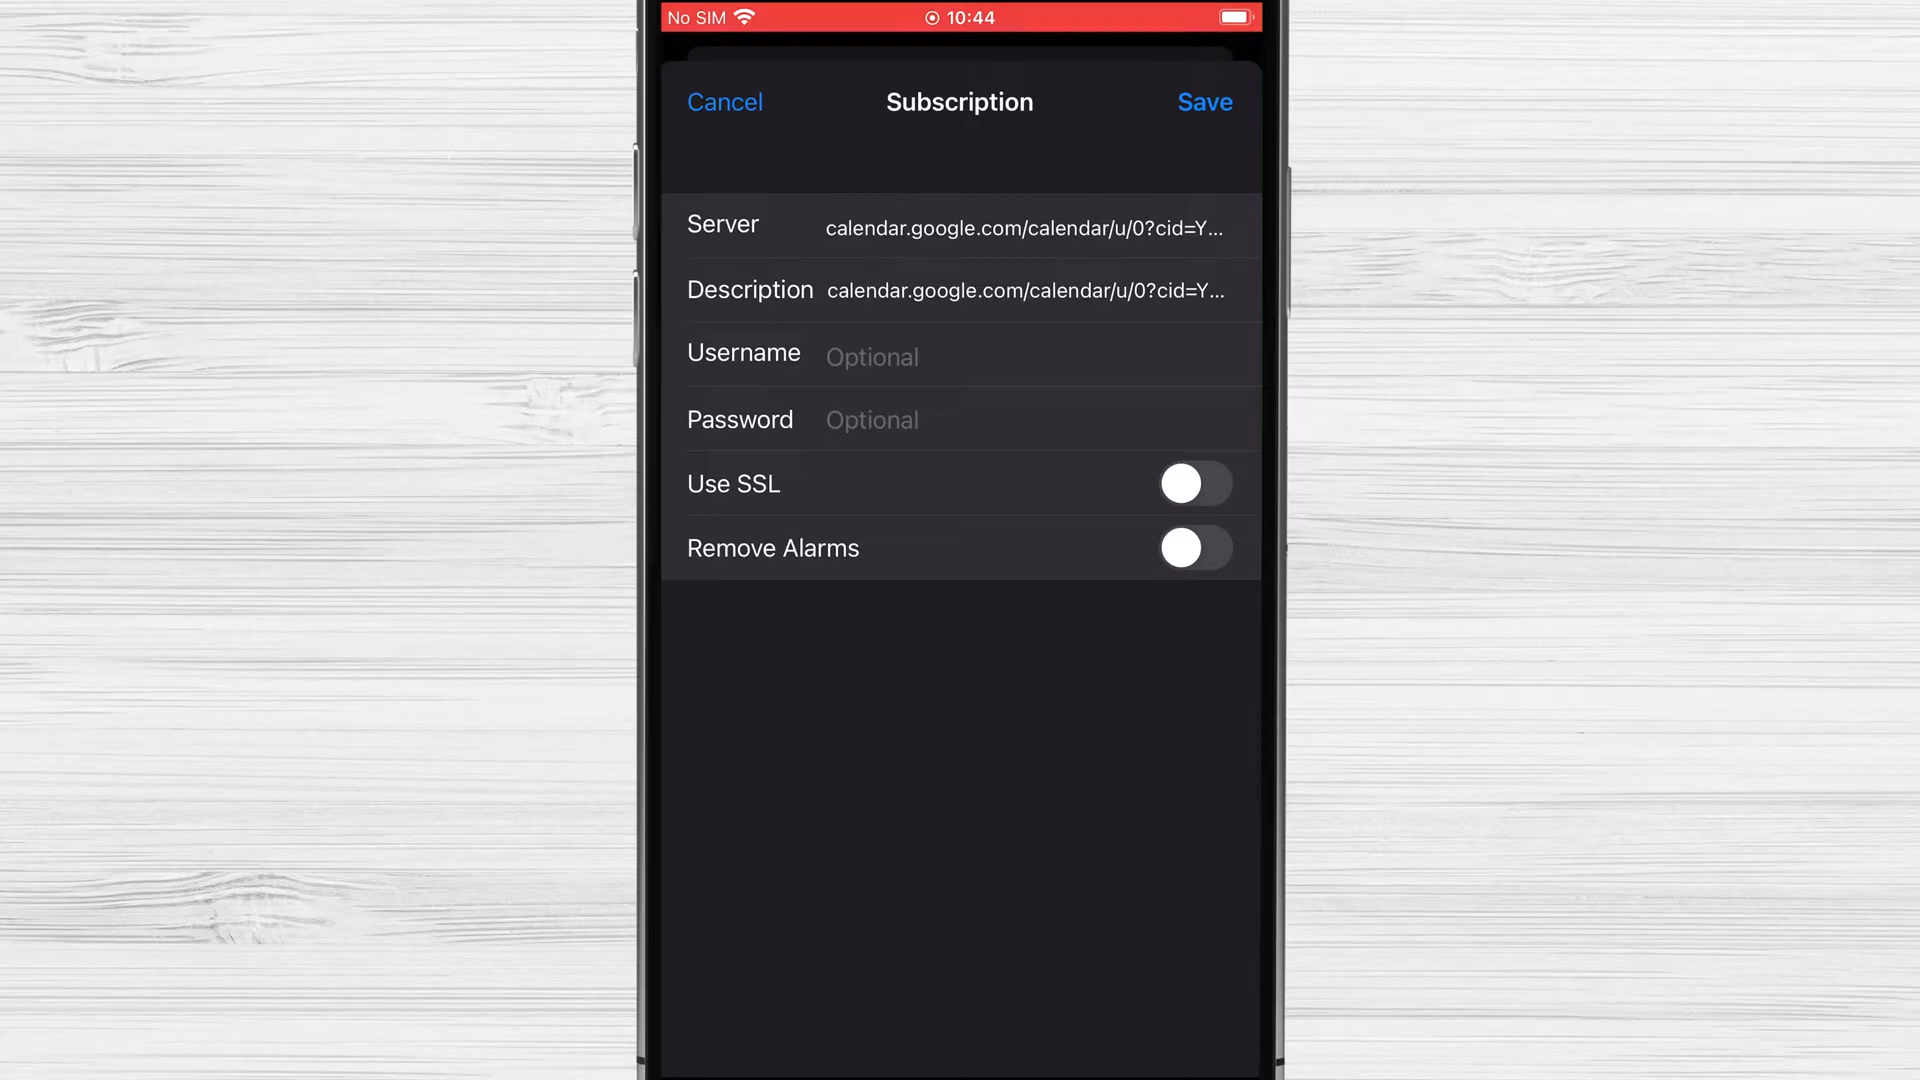 No SIM 10:44
Cancel Subscription Save
Server calendar.google.com/calendar/u/0?cid=Y...
Description calendar.google.com/calendar/u/0?cid=Y...
Username Optional
Password Optional
Use SSL
Remove Alarms